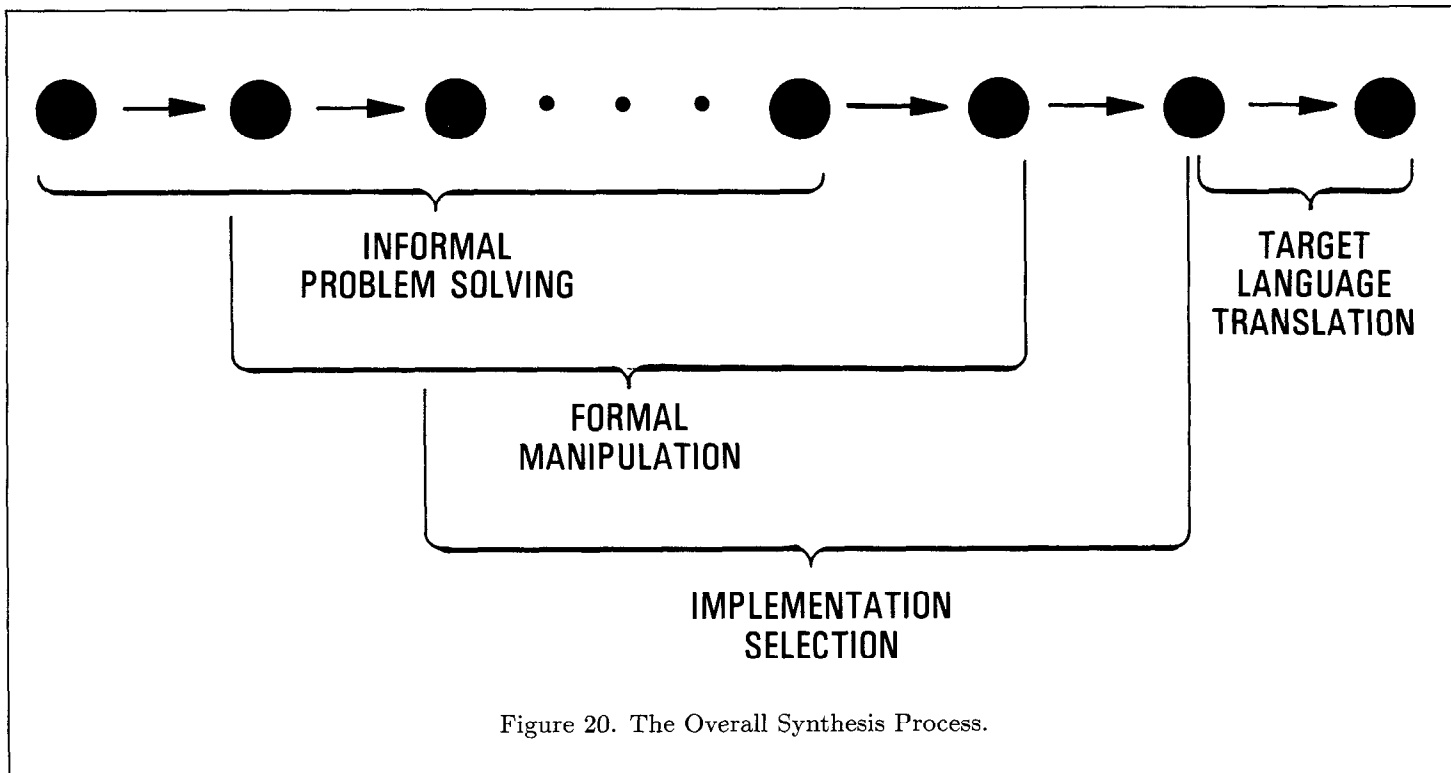 INFORMAL
PROBLEM SOLVING
TARGET
LANGUAGE
TRANSLATION
FORMAL
MANIPULATION
IMPLEMENTATION
SELECTION
Figure 20. The Overall Synthesis Process.